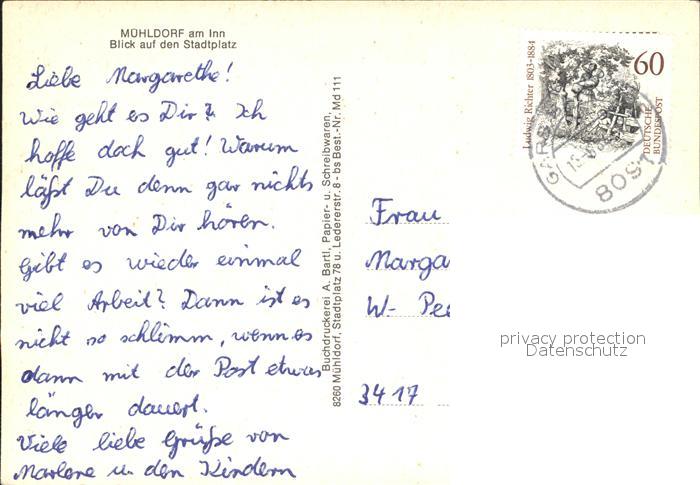 MÜHLDORF am Inn
Blick auf den Stadtplatz
Liebe Margarethe!
Wie geht es Dir? Ich
hoffe doch gut! Warum
läßt Du denn gar nichts
mehr von Dir hören.
Gibt es wieder einmal
viel Arbeit? Dann ist es
nicht so schlimm, wenn es
dann mit der Post etwas
länger dauert.
Viele liebe Grüße von
Marlene u. den Kindern
Buchdruckerei A. Bartl, Papier- u. Schreibwaren,
8260 Mühldorf, Stadtplatz 78 u. Ledererstr. 8 - bs Best.-Nr. Md 111
Ludwig Richter 1803-1884
60
DEUTSCHE
BUNDESPOST
GARS
8091
Frau
Marga
W-
3417
privacy protection
Datenschutz